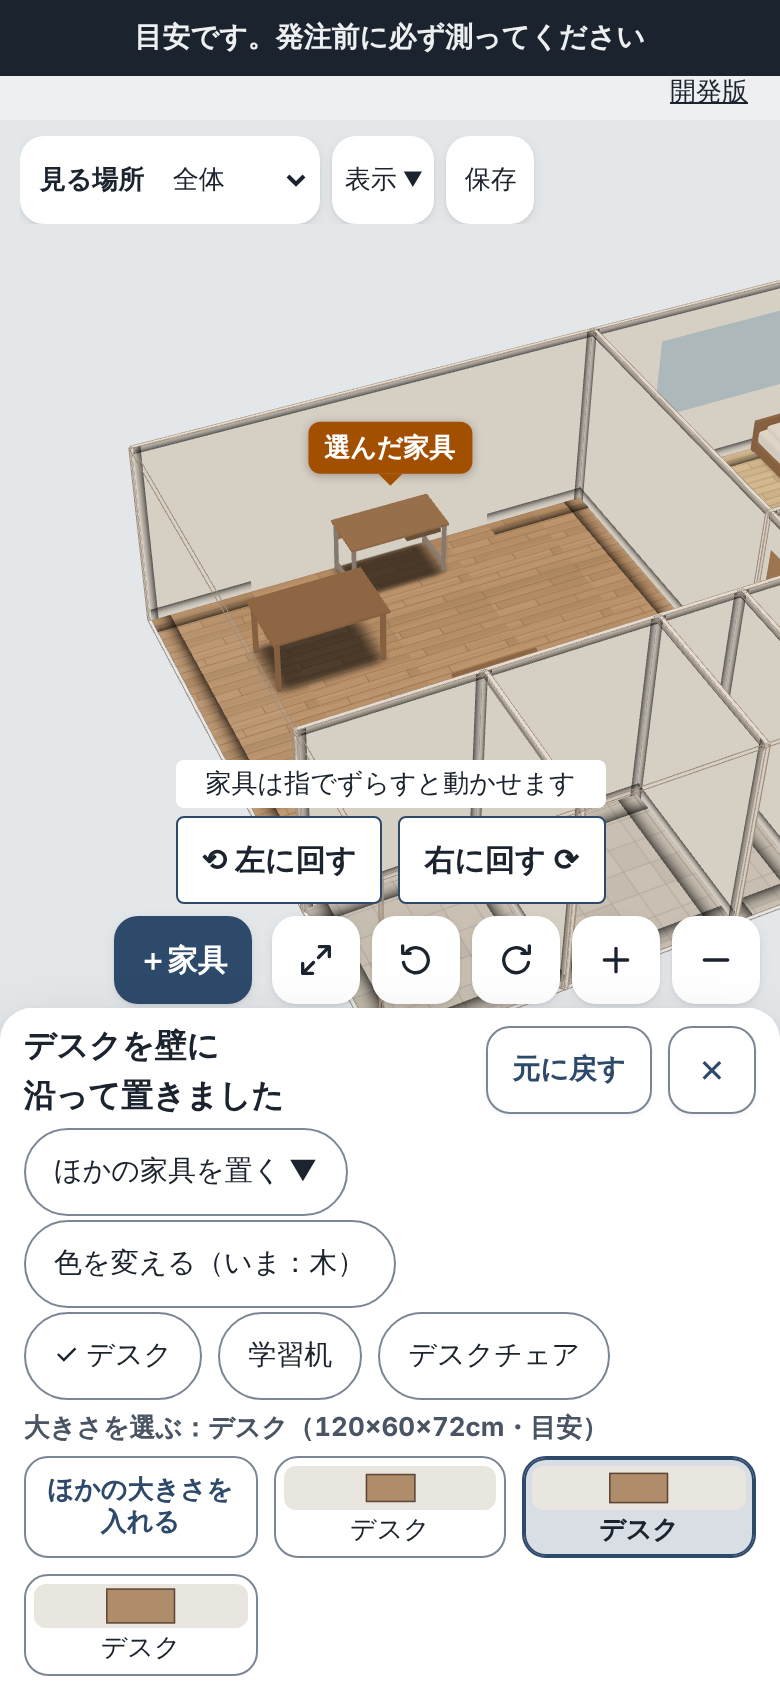 目安です。発注前に必ず測ってください
開発版
見る場所 全体
表示 ▼
保存
選んだ家具
家具は指でずらすと動かせます
⟲ 左に回す
右に回す ⟳
＋家具
デスクを壁に
沿って置きました
元に戻す
×
ほかの家具を置く ▼
色を変える（いま：木）
✓ デスク
学習机
デスクチェア
大きさを選ぶ：デスク（120×60×72cm・目安）
ほかの大きさを
入れる
デスク
デスク
デスク